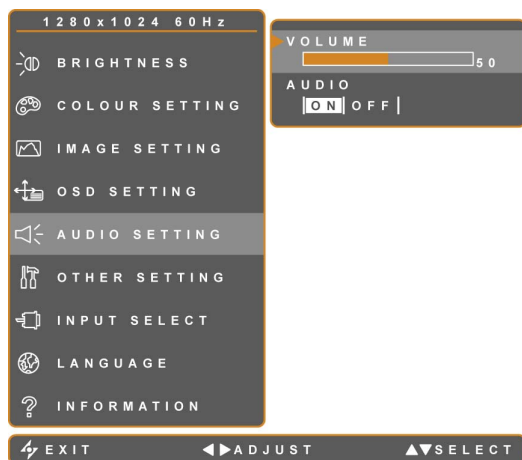 1280x1024 60Hz
BRIGHTNESS
COLOUR SETTING
IMAGE SETTING
OSD SETTING
AUDIO SETTING
OTHER SETTING
INPUT SELECT
LANGUAGE
INFORMATION
VOLUME
50
AUDIO
ON OFF
EXIT ADJUST SELECT